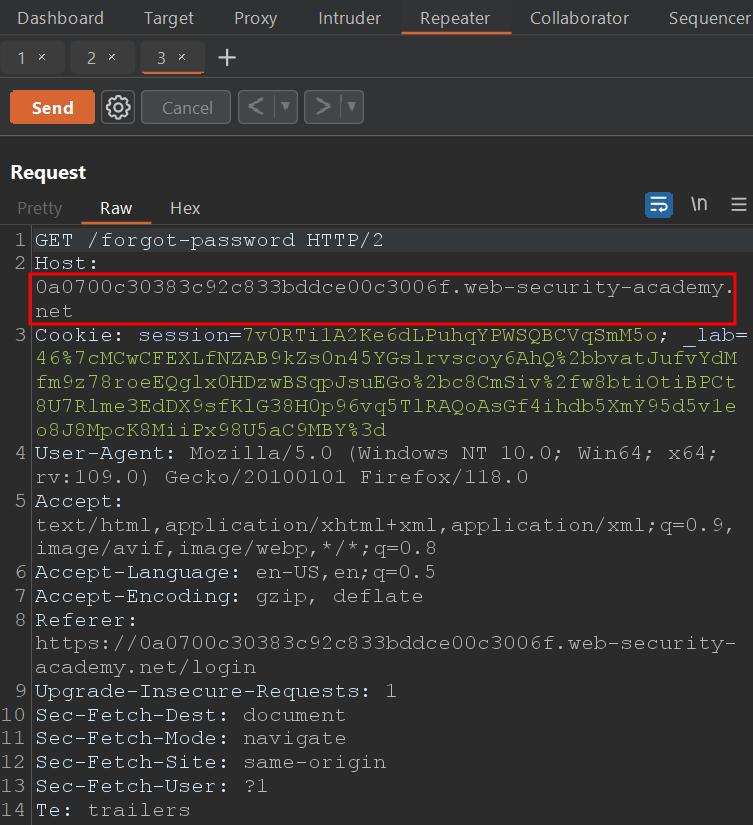 Dashboard Target Proxy Intruder Repeater Collaborator Sequencer
1 × 2 × 3 × +
Send Cancel < ▼ > ▼
Request
Pretty Raw Hex \n
1 GET /forgot-password HTTP/2
2 Host:
0a0700c30383c92c833bddce00c3006f.web-security-academy.
net
3 Cookie: session=7v0RTi1A2Ke6dLPuhqYPWSQBCVqSmM5o; _lab=
46%7cMCwCFEXLfNZAB9kZs0n45YGslrvscoy6AhQ%2bbvatJufvYdM
fm9z78roeEQglx0HDzwBSqpJsuEGo%2bc8CmSiv%2fw8btiOtiBPCt
8U7Rlme3EdDX9sfKlG38H0p96vq5TlRAQoAsGf4ihdb5XmY95d5v1e
o8J8MpcK8MiiPx98U5aC9MBY%3d
4 User-Agent: Mozilla/5.0 (Windows NT 10.0; Win64; x64;
rv:109.0) Gecko/20100101 Firefox/118.0
5 Accept:
text/html,application/xhtml+xml,application/xml;q=0.9,
image/avif,image/webp,*/*;q=0.8
6 Accept-Language: en-US,en;q=0.5
7 Accept-Encoding: gzip, deflate
8 Referer:
https://0a0700c30383c92c833bddce00c3006f.web-security-
academy.net/login
9 Upgrade-Insecure-Requests: 1
10 Sec-Fetch-Dest: document
11 Sec-Fetch-Mode: navigate
12 Sec-Fetch-Site: same-origin
13 Sec-Fetch-User: ?1
14 Te: trailers